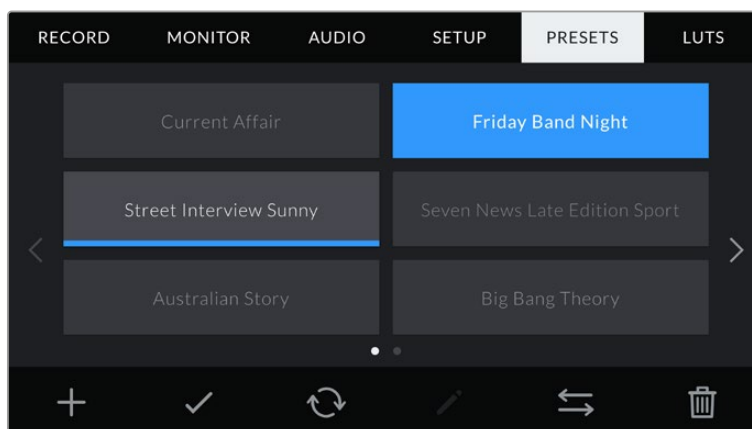 RECORD MONITOR AUDIO SETUP PRESETS LUTS
Current Affair Friday Band Night
Street Interview Sunny Seven News Late Edition Sport
Australian Story Big Bang Theory